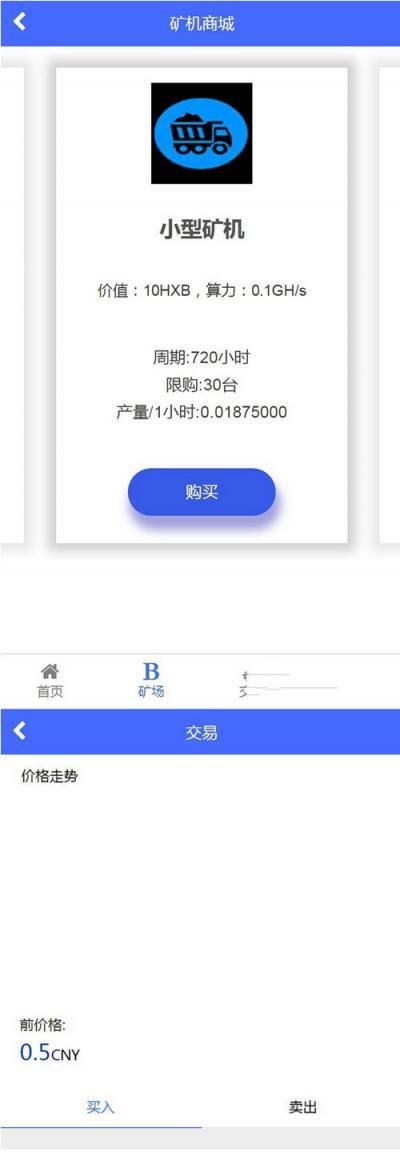 矿机商城
小型矿机
价值：10HXB，算力：0.1GH/s
周期:720小时
限购:30台
产量/1小时:0.01875000
购买
B
首页
矿场
交易
价格走势
前价格:
0.5CNY
买入
卖出